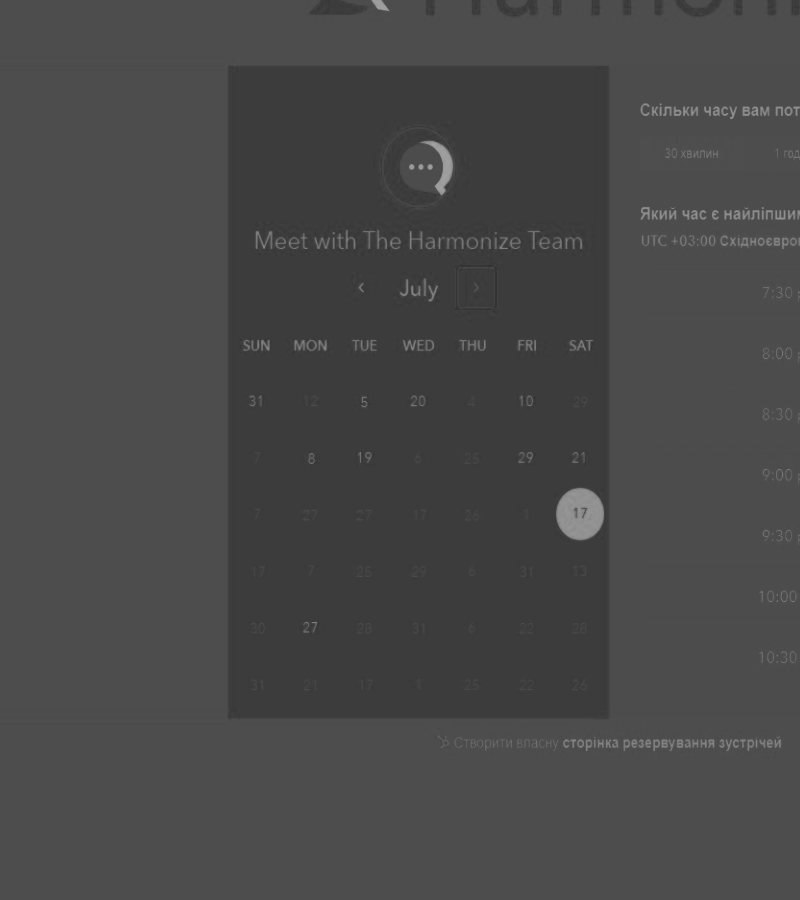 Harmoni
Скільки часу вам пот
30 хвилин 1 год
Meet with The Harmonize Team
Який час є найліпшим
UTC +03:00 Східноєвро
‹ July ›
7:30
SUN MON TUE WED THU FRI SAT
8:00
31 12 5 20 4 10 29
8:30
7 8 19 6 25 29 21
9:00
7 27 27 17 26 1 17
9:30
17 7 25 29 6 31 13
10:00
30 27 28 31 6 22 28
10:30
31 21 17 1 25 22 26
Створити власну сторінка резервування зустрічей